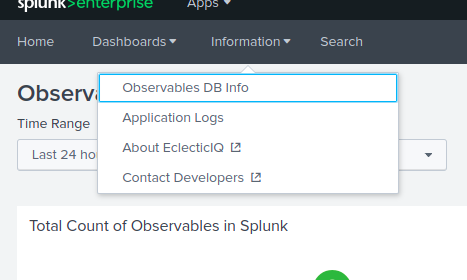 splunk>enterprise Apps
Home Dashboards Information Search
Observables DB Info
Application Logs
About EclecticIQ
Contact Developers
Observa
Time Range
Last 24 ho
Total Count of Observables in Splunk